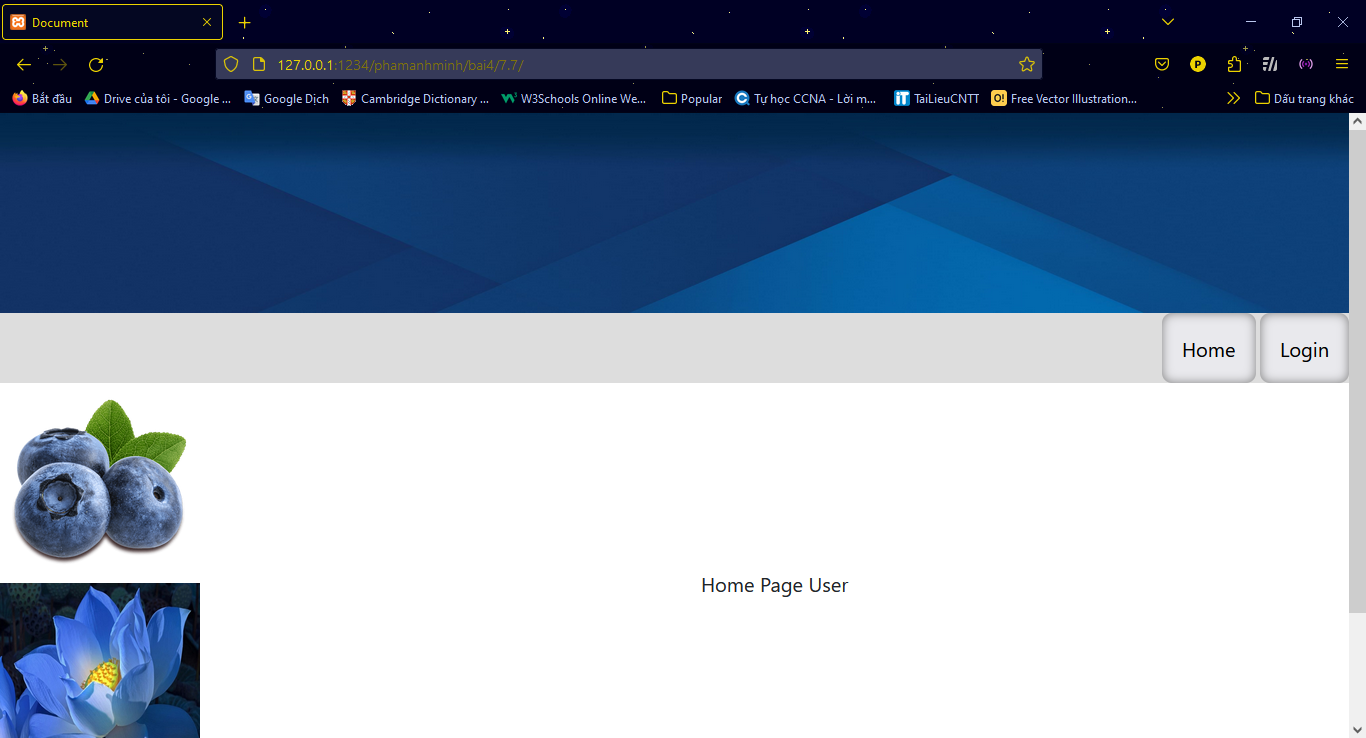 Document
127.0.0.1:1234/phamanhminh/bai4/7.7/
Bắt đầu Drive của tôi - Google ... Google Dịch Cambridge Dictionary ... W3Schools Online We... Popular Tự học CCNA - Lời m... TaiLieuCNTT Free Vector Illustration... Dấu trang khác
Home Login
Home Page User